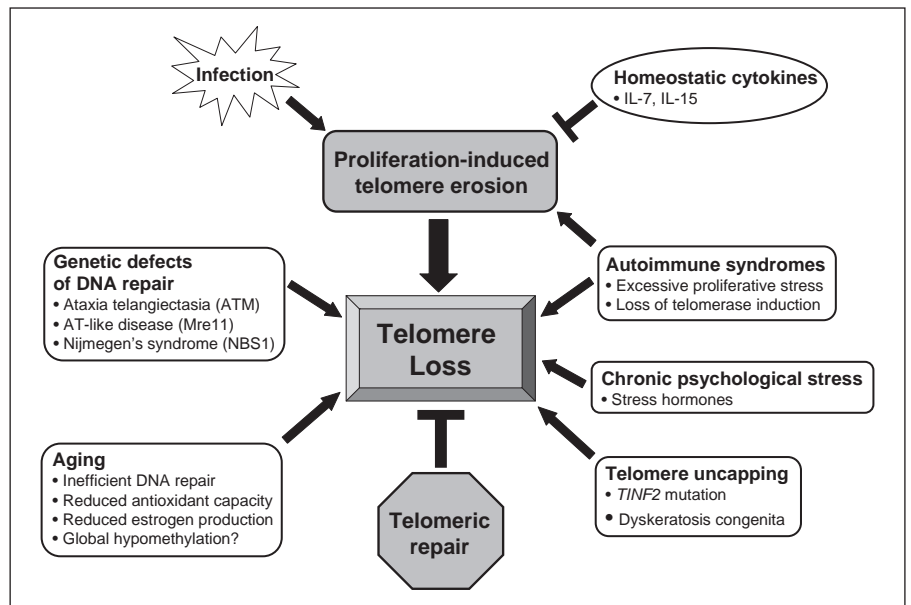 Infection
Homeostatic cytokines
• IL-7, IL-15
Proliferation-induced
telomere erosion
Genetic defects
of DNA repair
• Ataxia telangiectasia (ATM)
• AT-like disease (Mre11)
• Nijmegen's syndrome (NBS1)
Autoimmune syndromes
• Excessive proliferative stress
• Loss of telomerase induction
Telomere
Loss
Chronic psychological stress
• Stress hormones
Aging
• Inefficient DNA repair
• Reduced antioxidant capacity
• Reduced estrogen production
• Global hypomethylation?
Telomeric
repair
Telomere uncapping
• TINF2 mutation
• Dyskeratosis congenita